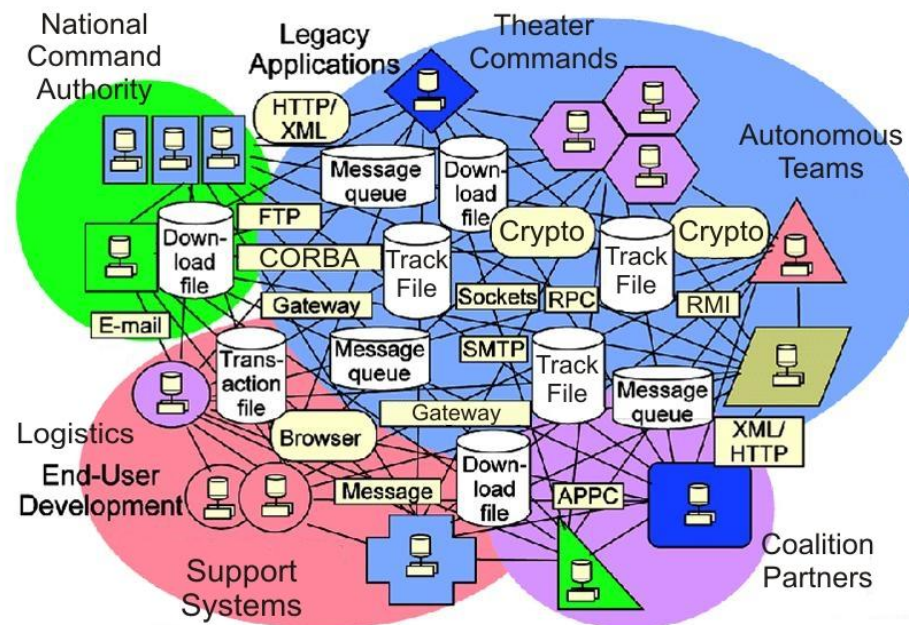 National
Command
Authority
Legacy
Applications
Theater
Commands
Autonomous
Teams
HTTP/
XML
Message
queue
Down-
load
file
FTP
Down-
load
file
CORBA
Crypto
Crypto
Track
File
Track
File
Gateway
Sockets
RPC
RMI
E-mail
Trans-
action
file
Message
queue
SMTP
Track
File
Message
queue
Gateway
Logistics
Browser
XML/
HTTP
End-User
Development
Message
Down-
load
file
APPC
Support
Systems
Coalition
Partners